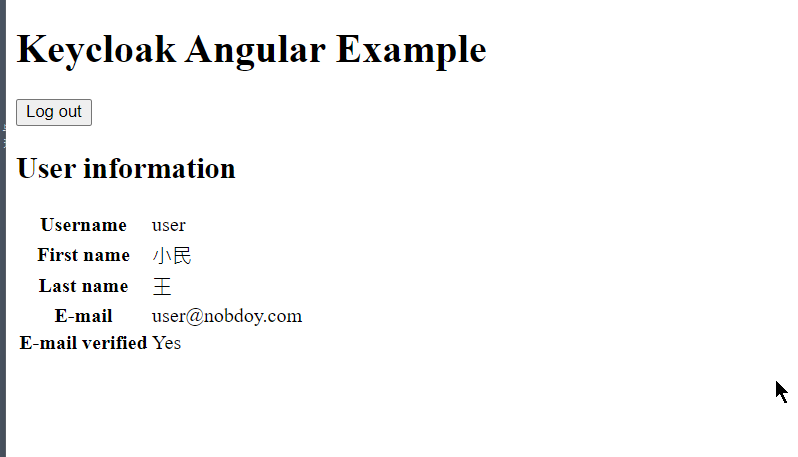 Keycloak Angular Example
Log out
User information
Username user
First name 小民
Last name 王
E-mail user@nobdoy.com
E-mail verified Yes